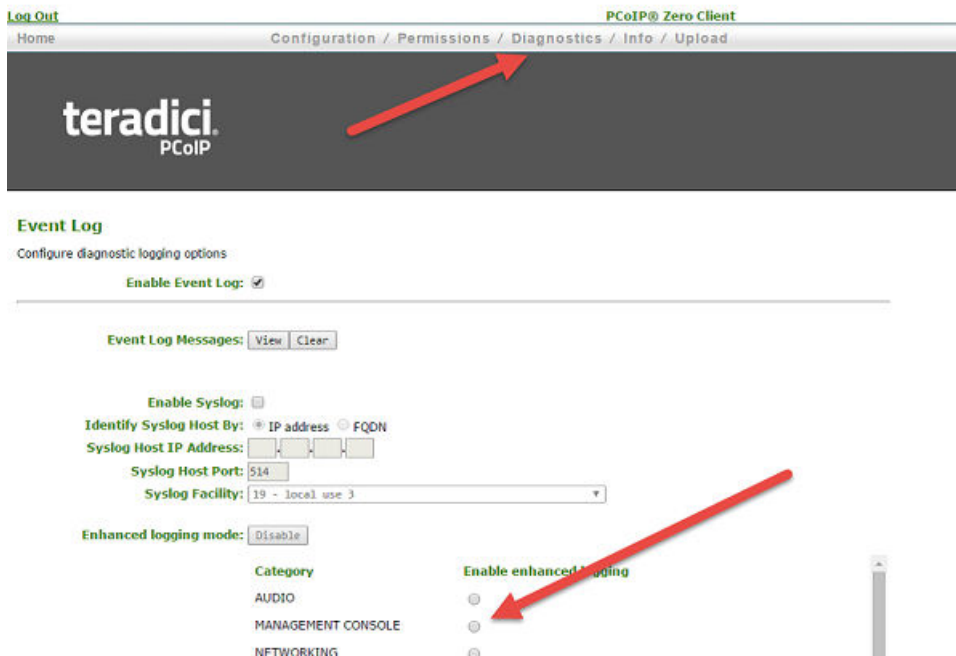 Log Out PCoIP® Zero Client
Home Configuration / Permissions / Diagnostics / Info / Upload
teradici.
PCoIP
Event Log
Configure diagnostic logging options
Enable Event Log:
Event Log Messages: View Clear
Enable Syslog:
Identify Syslog Host By: IP address FQDN
Syslog Host IP Address: . . .
Syslog Host Port: 514
Syslog Facility: 19 - local use 3
Enhanced logging mode: Disable
Category Enable enhanced logging
AUDIO
MANAGEMENT CONSOLE
NETWORKING